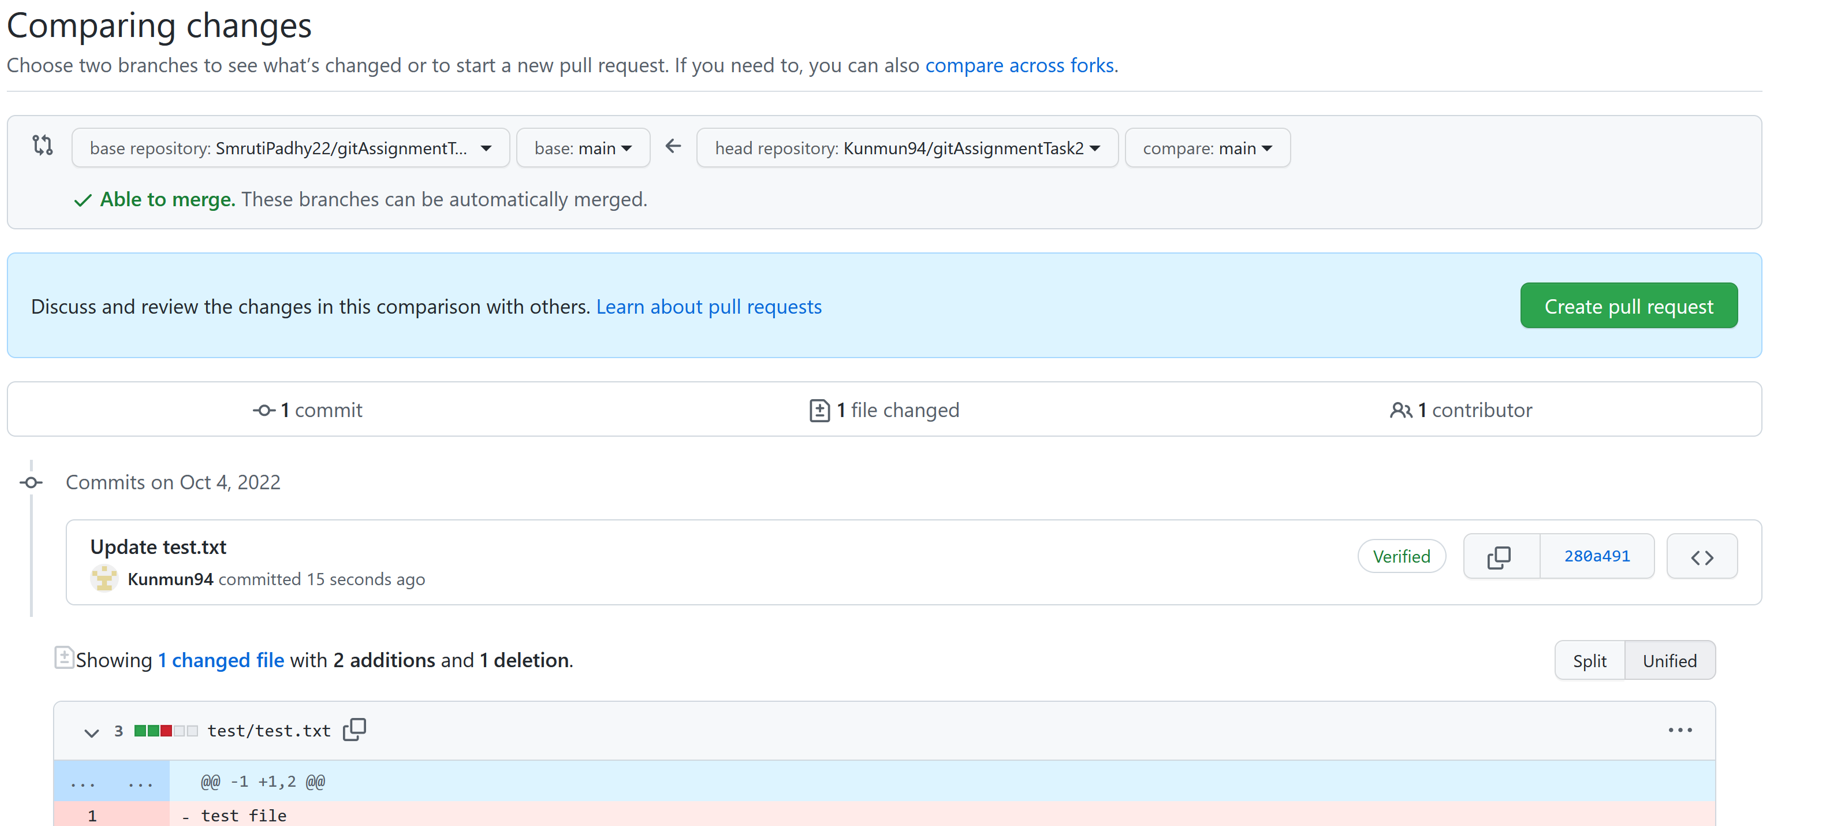 Comparing changes
Choose two branches to see what’s changed or to start a new pull request. If you need to, you can also compare across forks.
base repository: SmrutiPadhy22/gitAssignmentT... base: main head repository: Kunmun94/gitAssignmentTask2 compare: main
Able to merge. These branches can be automatically merged.
Discuss and review the changes in this comparison with others. Learn about pull requests Create pull request
1 commit 1 file changed 1 contributor
Commits on Oct 4, 2022
Update test.txt
Kunmun94 committed 15 seconds ago Verified 280a491
Showing 1 changed file with 2 additions and 1 deletion. Split Unified
3 test/test.txt ...
... ... @@ -1 +1,2 @@
1 - test file